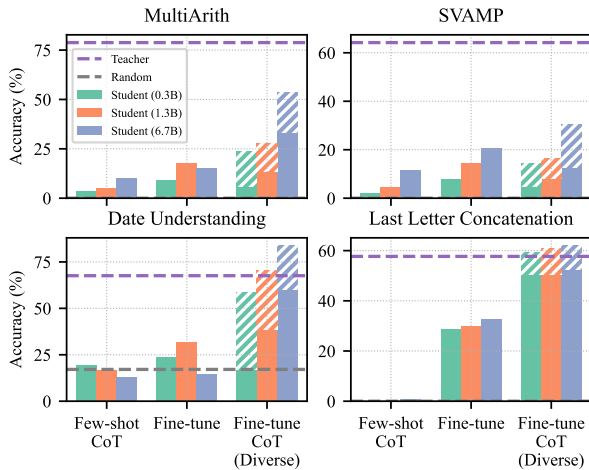 MultiArith
SVAMP
Accuracy (%)
75
50
25
0
Teacher
Random
Student (0.3B)
Student (1.3B)
Student (6.7B)
60
40
20
0
Date Understanding
Last Letter Concatenation
Accuracy (%)
75
50
25
0
60
40
20
0
Few-shot
CoT
Fine-tune
Fine-tune
CoT
(Diverse)
Few-shot
CoT
Fine-tune
Fine-tune
CoT
(Diverse)